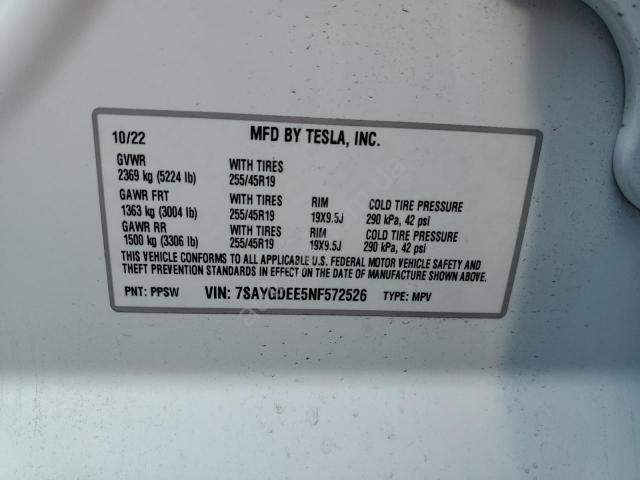 10/22 MFD BY TESLA, INC.
GVWR WITH TIRES
2369 kg (5224 lb) 255/45R19
GAWR FRT WITH TIRES RIM COLD TIRE PRESSURE
1363 kg (3004 lb) 255/45R19 19X9.5J 290 kPa, 42 psi
GAWR RR WITH TIRES RIM COLD TIRE PRESSURE
1500 kg (3306 lb) 255/45R19 19X9.5J 290 kPa, 42 psi
THIS VEHICLE CONFORMS TO ALL APPLICABLE U.S. FEDERAL MOTOR VEHICLE SAFETY AND
THEFT PREVENTION STANDARDS IN EFFECT ON THE DATE OF MANUFACTURE SHOWN ABOVE.
PNT: PPSW VIN: 7SAYGDEE5NF572526 TYPE: MPV